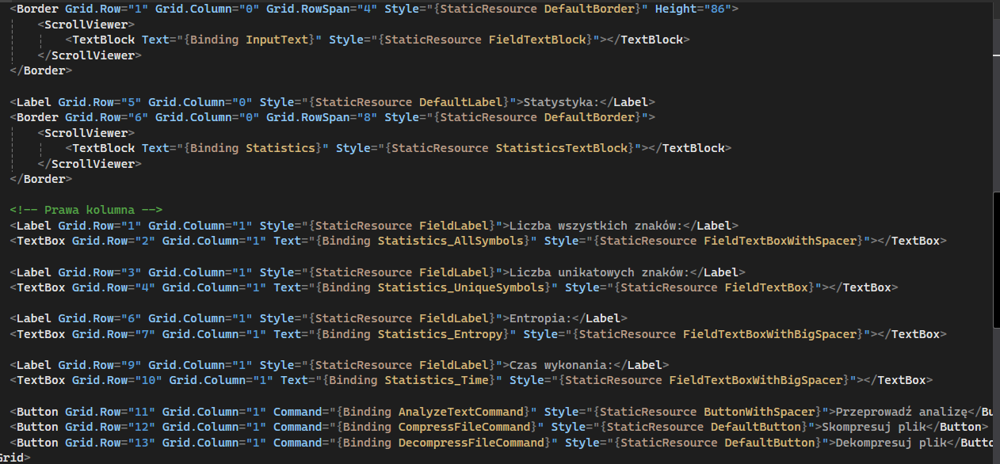 <Border Grid.Row="1" Grid.Column="0" Grid.RowSpan="4" Style="{StaticResource DefaultBorder}" Height="86">
<ScrollViewer>
<TextBlock Text="{Binding InputText}" Style="{StaticResource FieldTextBlock}"></TextBlock>
</ScrollViewer>
</Border>
<Label Grid.Row="5" Grid.Column="0" Style="{StaticResource DefaultLabel}">Statystyka:</Label>
<Border Grid.Row="6" Grid.Column="0" Grid.RowSpan="8" Style="{StaticResource DefaultBorder}">
<ScrollViewer>
<TextBlock Text="{Binding Statistics}" Style="{StaticResource StatisticsTextBlock}"></TextBlock>
</ScrollViewer>
</Border>
<!-- Prawa kolumna -->
<Label Grid.Row="1" Grid.Column="1" Style="{StaticResource FieldLabel}">Liczba wszystkich znaków:</Label>
<TextBox Grid.Row="2" Grid.Column="1" Text="{Binding Statistics_AllSymbols}" Style="{StaticResource FieldTextBoxWithSpacer}"></TextBox>
<Label Grid.Row="3" Grid.Column="1" Style="{StaticResource FieldLabel}">Liczba unikatowych znaków:</Label>
<TextBox Grid.Row="4" Grid.Column="1" Text="{Binding Statistics_UniqueSymbols}" Style="{StaticResource FieldTextBox}"></TextBox>
<Label Grid.Row="6" Grid.Column="1" Style="{StaticResource FieldLabel}">Entropia:</Label>
<TextBox Grid.Row="7" Grid.Column="1" Text="{Binding Statistics_Entropy}" Style="{StaticResource FieldTextBoxWithBigSpacer}"></TextBox>
<Label Grid.Row="9" Grid.Column="1" Style="{StaticResource FieldLabel}">Czas wykonania:</Label>
<TextBox Grid.Row="10" Grid.Column="1" Text="{Binding Statistics_Time}" Style="{StaticResource FieldTextBoxWithBigSpacer}"></TextBox>
<Button Grid.Row="11" Grid.Column="1" Command="{Binding AnalyzeTextCommand}" Style="{StaticResource ButtonWithSpacer}">Przeprowadź analizę</Bu
<Button Grid.Row="12" Grid.Column="1" Command="{Binding CompressFileCommand}" Style="{StaticResource DefaultButton}">Skompresuj plik</Button>
<Button Grid.Row="13" Grid.Column="1" Command="{Binding DecompressFileCommand}" Style="{StaticResource DefaultButton}">Dekompresuj plik</Butto
Grid>